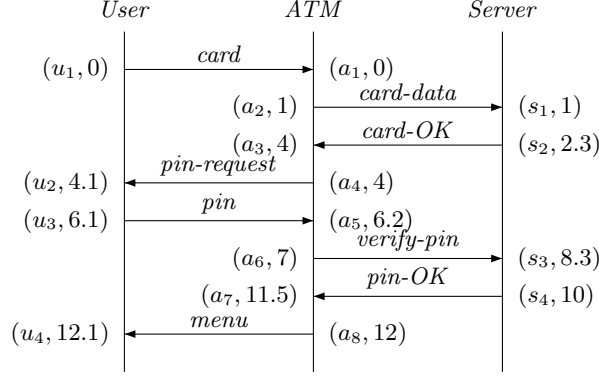 User ATM Server
card
(u₁, 0) (a₁, 0)
card-data
(a₂, 1) (s₁, 1)
card-OK
(a₃, 4) (s₂, 2.3)
pin-request
(u₂, 4.1) (a₄, 4)
pin
(u₃, 6.1) (a₅, 6.2)
verify-pin
(a₆, 7) (s₃, 8.3)
pin-OK
(a₇, 11.5) (s₄, 10)
menu
(u₄, 12.1) (a₈, 12)